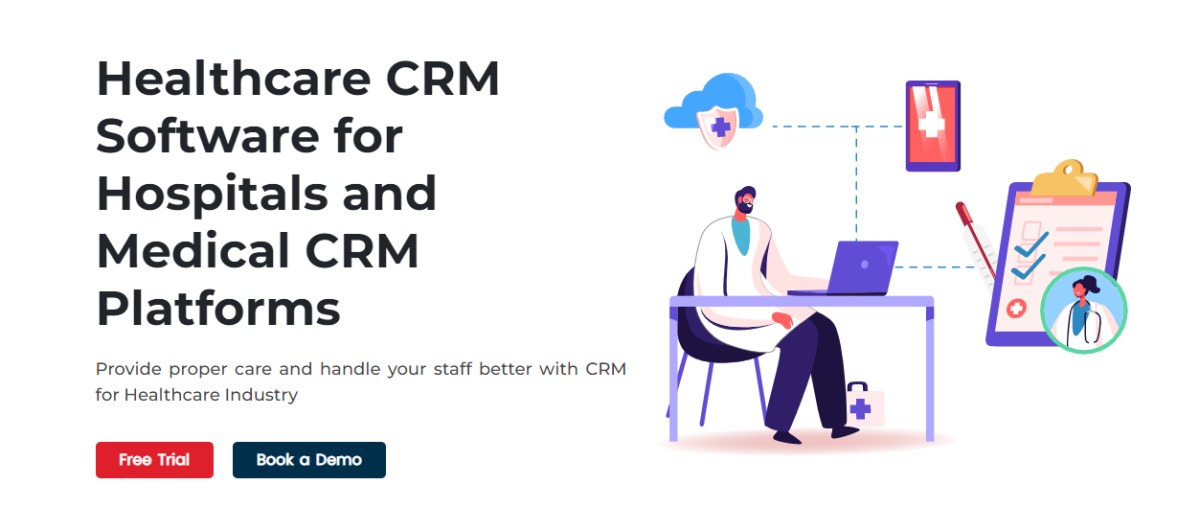 Healthcare CRM
Software for
Hospitals and
Medical CRM
Platforms
Provide proper care and handle your staff better with CRM
for Healthcare Industry
Free Trial
Book a Demo